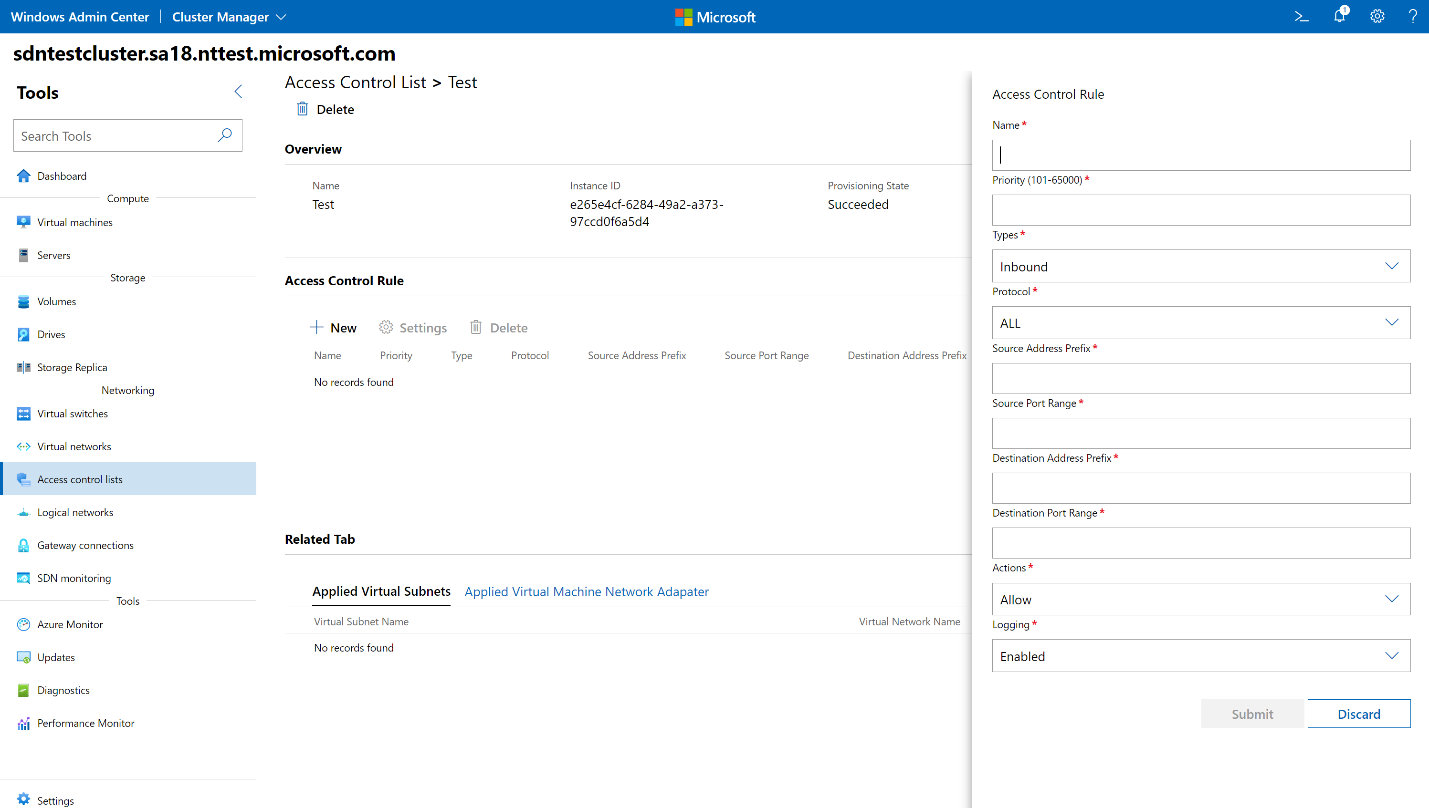 Windows Admin Center
Cluster Manager
Microsoft
1
?
sdntestcluster.sa18.nttest.microsoft.com
Tools
Search Tools
Dashboard
Compute
Virtual machines
Servers
Storage
Volumes
Drives
Storage Replica
Networking
Virtual switches
Virtual networks
Access control lists
Logical networks
Gateway connections
SDN monitoring
Tools
Azure Monitor
Updates
Diagnostics
Performance Monitor
Settings
Access Control List > Test
Delete
Overview
Name
Test
Instance ID
e265e4cf-6284-49a2-a373-
97ccd0f6a5d4
Provisioning State
Succeeded
Access Control Rule
New Settings Delete
Name Priority Type Protocol Source Address Prefix Source Port Range Destination Address Prefix
No records found
Related Tab
Applied Virtual Subnets Applied Virtual Machine Network Adapater
Virtual Subnet Name Virtual Network Name
No records found
Access Control Rule
Name *
Priority (101-65000) *
Types *
Inbound
Protocol *
ALL
Source Address Prefix *
Source Port Range *
Destination Address Prefix *
Destination Port Range *
Actions *
Allow
Logging *
Enabled
Submit Discard